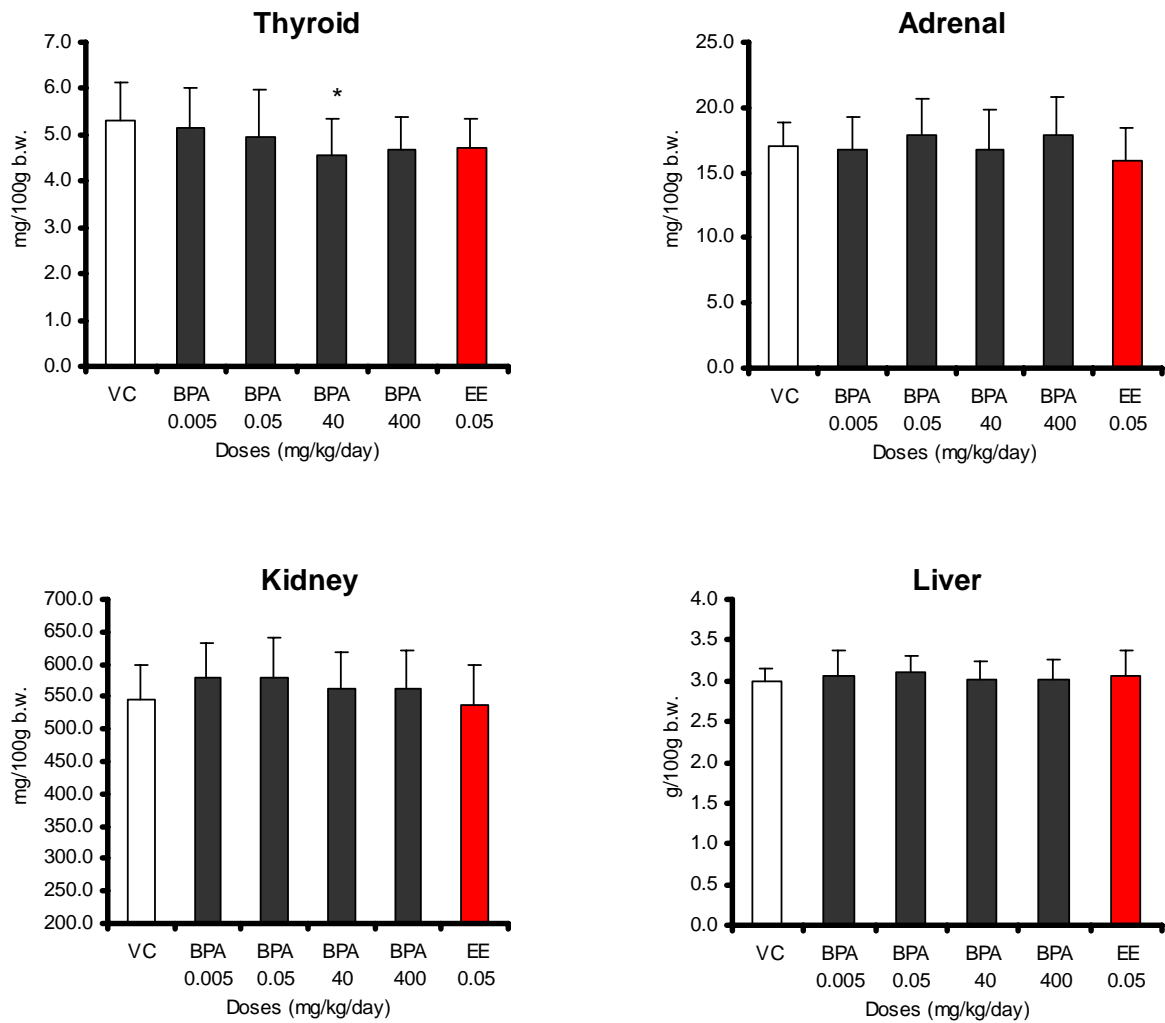 Thyroid
7.0
6.0
5.0
4.0
3.0
2.0
1.0
0.0
mg/100g b.w.
*
VC BPA BPA BPA BPA EE
0.005 0.05 40 400 0.05
Doses (mg/kg/day)
Adrenal
25.0
20.0
15.0
10.0
5.0
0.0
mg/100g b.w.
VC BPA BPA BPA BPA EE
0.005 0.05 40 400 0.05
Doses (mg/kg/day)
Kidney
700.0
650.0
600.0
550.0
500.0
450.0
400.0
350.0
300.0
250.0
200.0
mg/100g b.w.
VC BPA BPA BPA BPA EE
0.005 0.05 40 400 0.05
Doses (mg/kg/day)
Liver
4.0
3.5
3.0
2.5
2.0
1.5
1.0
0.5
0.0
g/100g b.w.
VC BPA BPA BPA BPA EE
0.005 0.05 40 400 0.05
Doses (mg/kg/day)